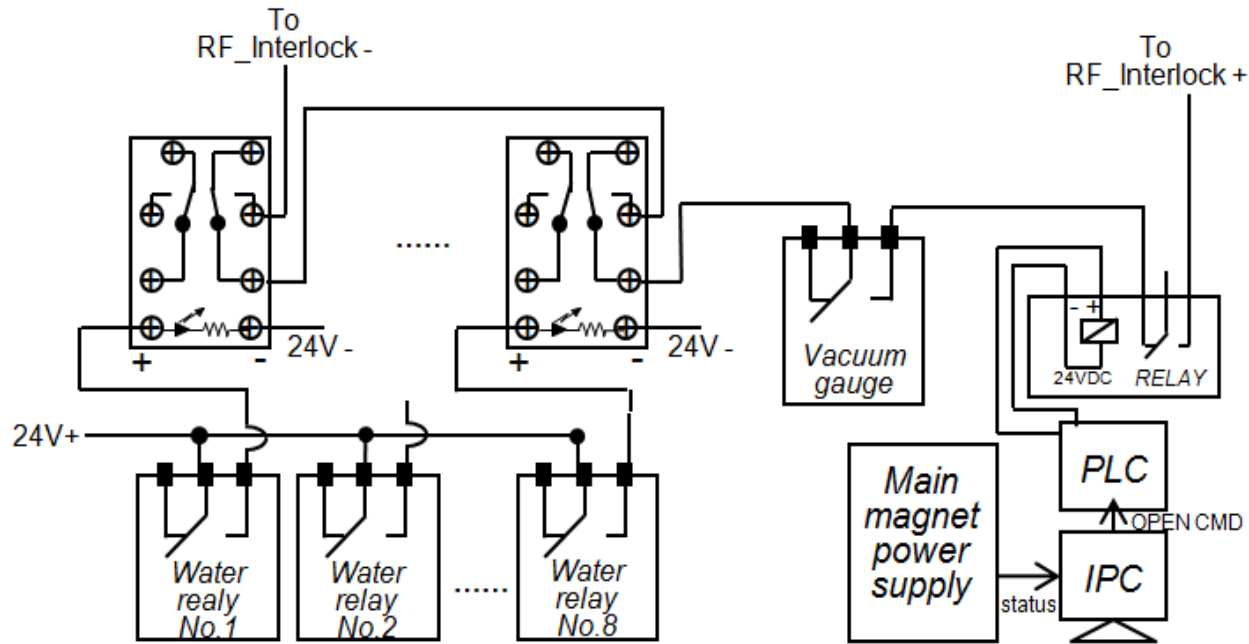 To
RF_Interlock -
To
RF_Interlock +
......
+
-
24V -
+
-
24V -
Vacuum
gauge
- +
24VDC
RELAY
24V+
Water
realy
No.1
Water
relay
No.2
......
Water
relay
No.8
Main
magnet
power
supply
status
PLC
OPEN CMD
IPC